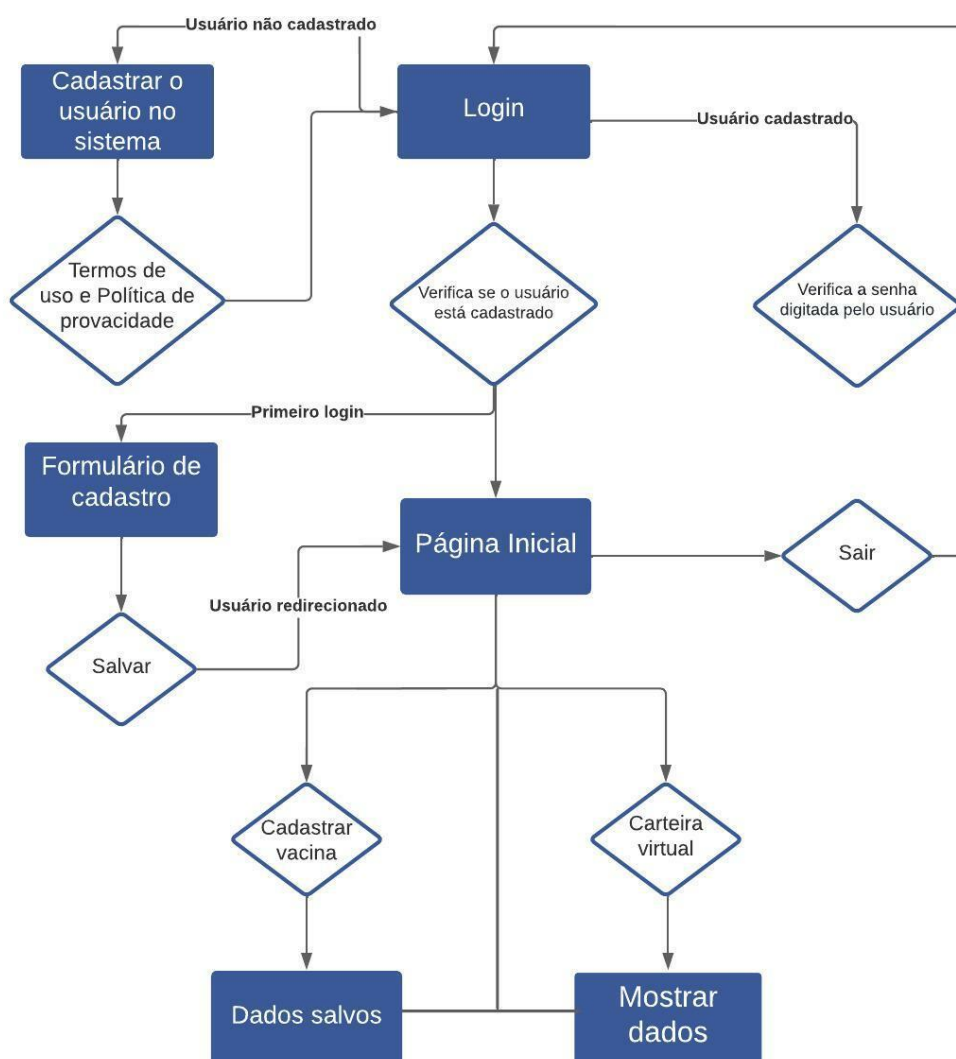 Usuário não cadastrado
Cadastrar o
usuário no
sistema
Login
Usuário cadastrado
Termos de
uso e Política de
provacidade
Verifica se o usuário
está cadastrado
Verifica a senha
digitada pelo usuário
Primeiro login
Formulário de
cadastro
Página Inicial
Sair
Usuário redirecionado
Salvar
Cadastrar
vacina
Carteira
virtual
Dados salvos
Mostrar
dados